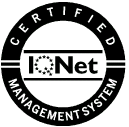 CERTIFIED
IQNet
MANAGEMENT SYSTEM